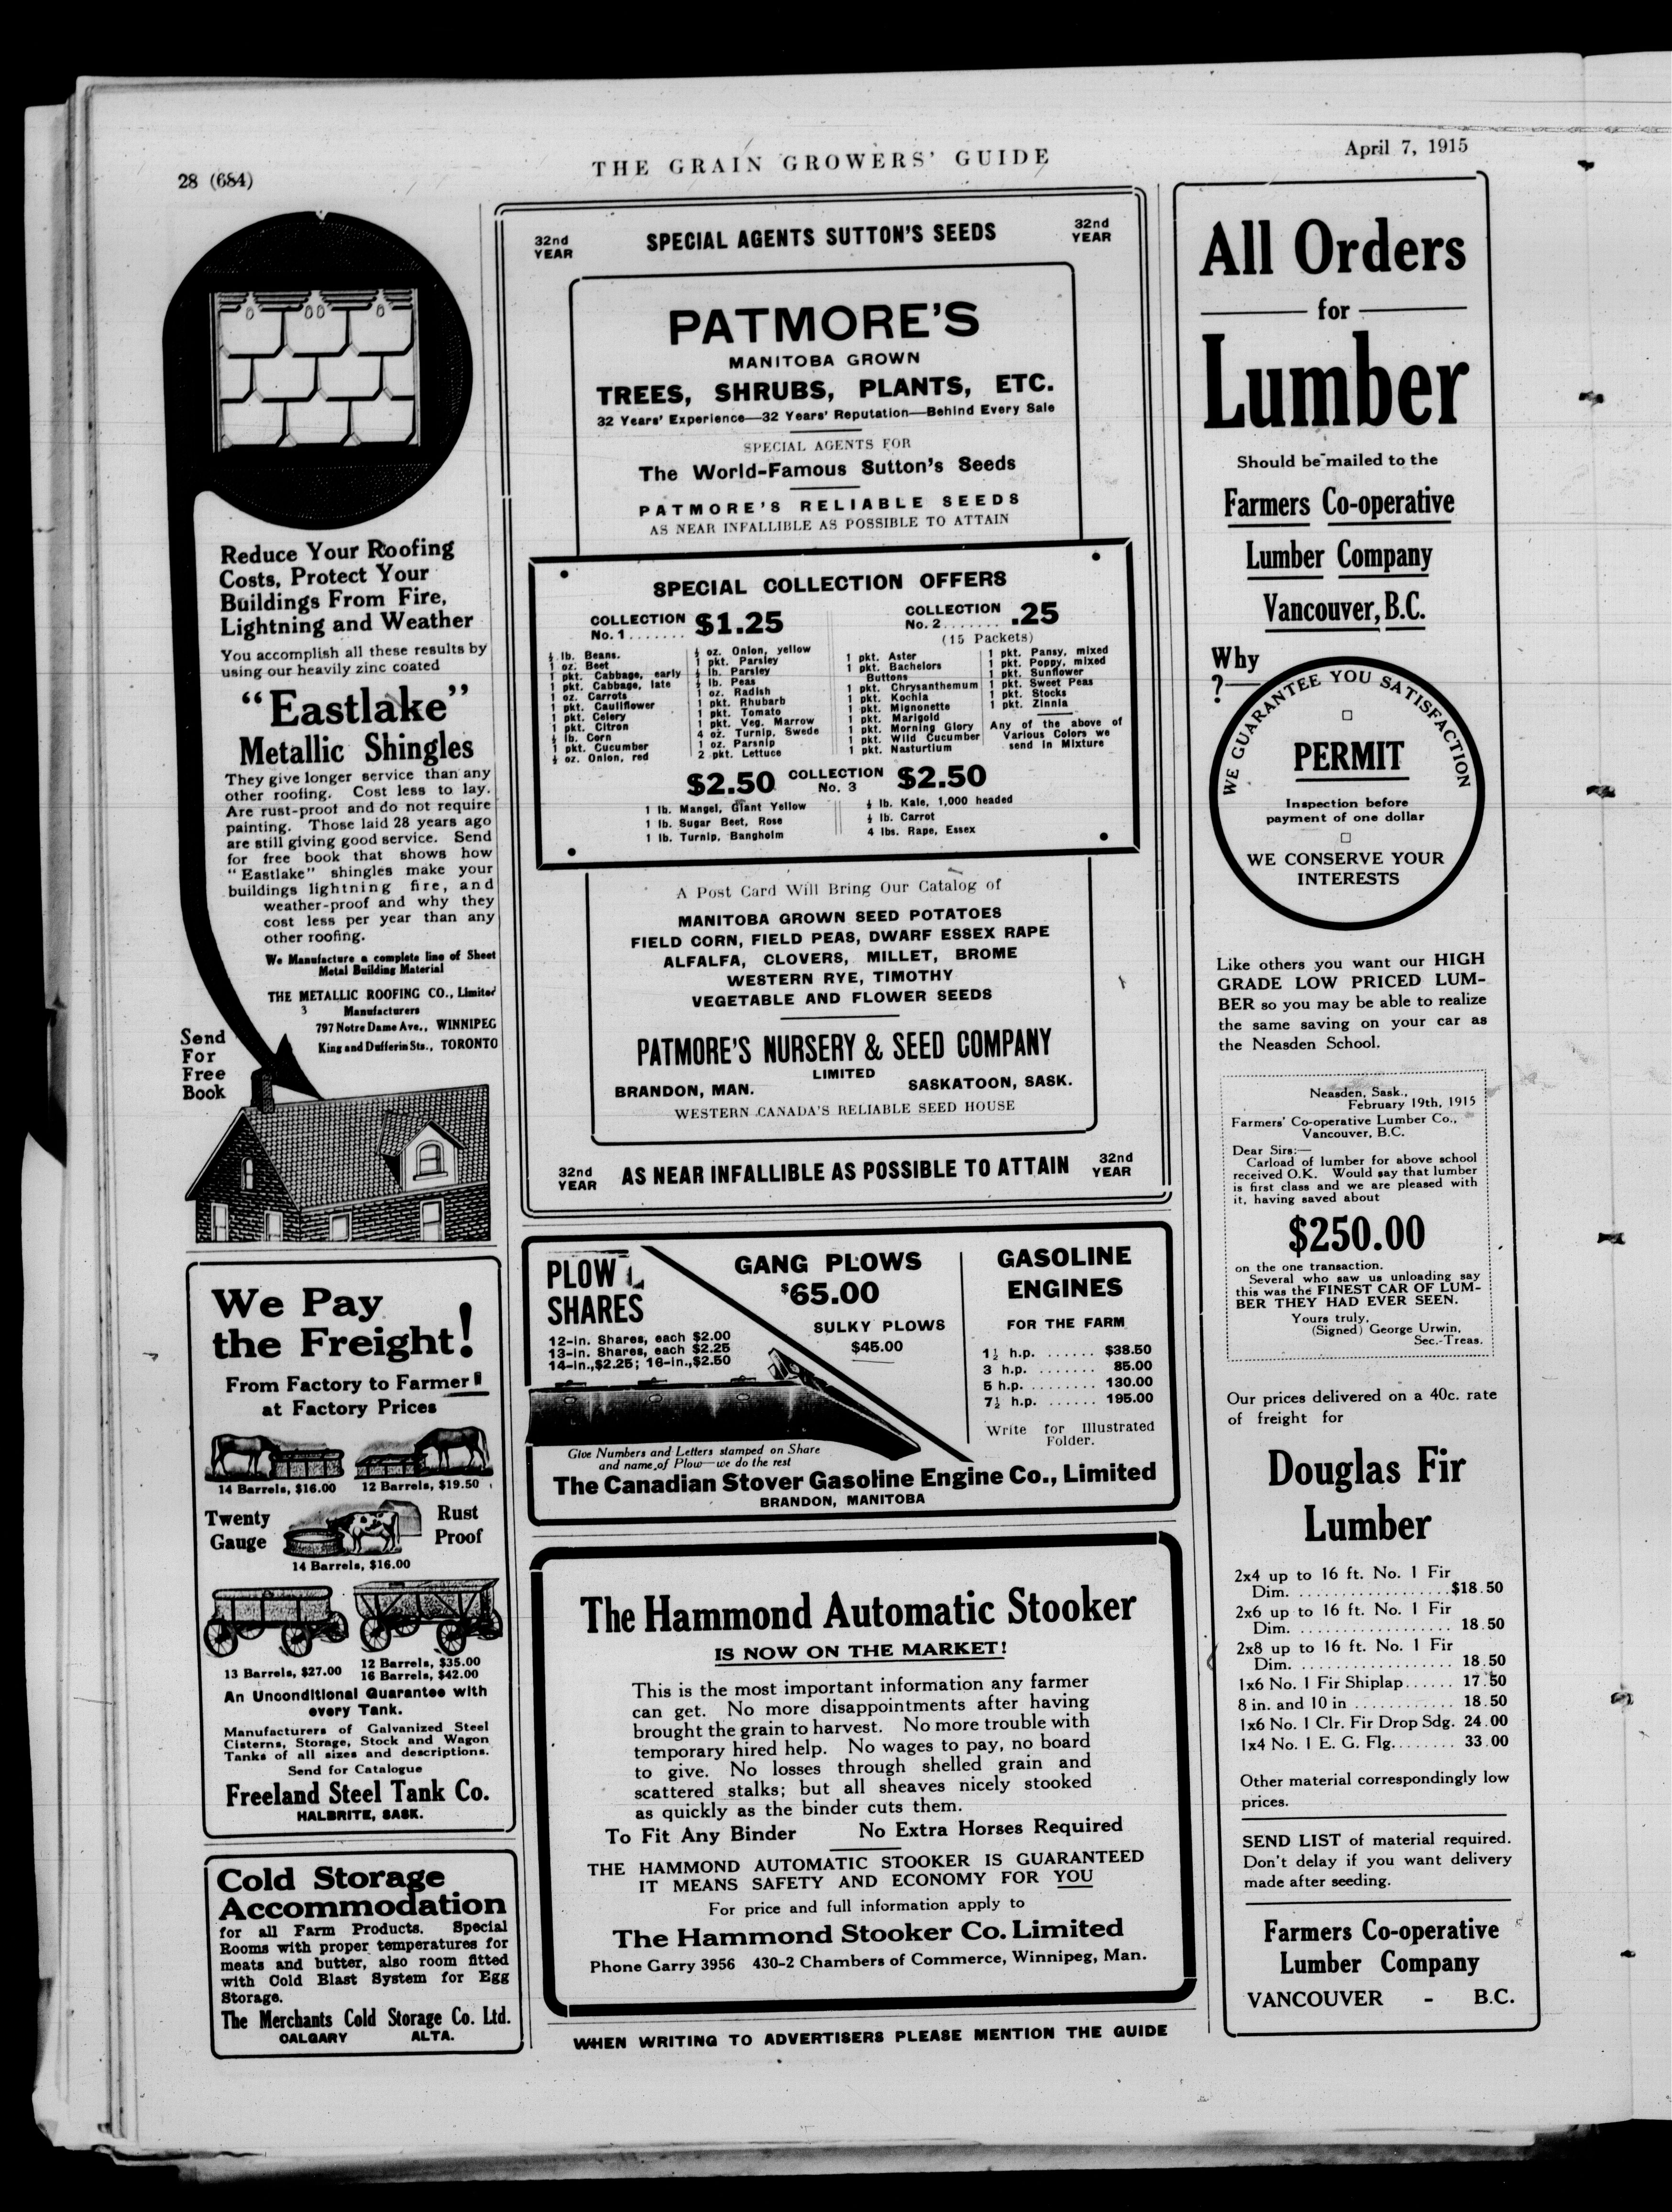 28 (684)
THE GRAIN GROWERS' GUIDE
April 7, 1915
Reduce Your Roofing
Costs, Protect Your
Buildings From Fire,
Lightning and Weather
You accomplish all these results by
using our heavily zinc coated
"Eastlake"
Metallic Shingles
They give longer service than any
other roofing. Cost less to lay.
Are rust-proof and do not require
painting. Those laid 28 years ago
are still giving good service. Send
for free book that shows how
"Eastlake" shingles make your
buildings lightning fire, and
weather-proof and why they
cost less per year than any
other roofing.
We Manufacture a complete line of Sheet
Metal Building Material
THE METALLIC ROOFING CO., Limited
3 Manufacturers
797 Notre Dame Ave., WINNIPEG
King and Dufferin Sts., TORONTO
Send
For
Free
Book
We Pay
the Freight!
From Factory to Farmer
at Factory Prices
14 Barrels, $16.00 12 Barrels, $19.50
Twenty
Gauge
Rust
Proof
14 Barrels, $16.00
13 Barrels, $27.00
12 Barrels, $35.00
16 Barrels, $42.00
An Unconditional Guarantee with
every Tank.
Manufacturers of Galvanized Steel
Cisterns, Storage, Stock and Wagon
Tanks of all sizes and descriptions.
Send for Catalogue
Freeland Steel Tank Co.
HALBRITE, SASK.
Cold Storage
Accommodation
for all Farm Products. Special
Rooms with proper temperatures for
meats and butter, also room fitted
with Cold Blast System for Egg
Storage.
The Merchants Cold Storage Co. Ltd.
CALGARY ALTA.
32nd
YEAR
SPECIAL AGENTS SUTTON'S SEEDS
32nd
YEAR
PATMORE'S
MANITOBA GROWN
TREES, SHRUBS, PLANTS, ETC.
32 Years' Experience—32 Years' Reputation—Behind Every Sale
SPECIAL AGENTS FOR
The World-Famous Sutton's Seeds
PATMORE'S RELIABLE SEEDS
AS NEAR INFALLIBLE AS POSSIBLE TO ATTAIN
SPECIAL COLLECTION OFFERS
COLLECTION
No. 1....... $1.25
lb. Beans.
1 oz. Beet
1 pkt. Cabbage, early
1 pkt. Cabbage, late
1 oz. Carrots
1 pkt. Cauliflower
1 pkt. Celery
1 pkt. Citron
lb. Corn
1 pkt. Cucumber
oz. Onion, red
oz. Onion, yellow
1 pkt. Parsley
lb. Parsley
lb. Peas
1 oz. Radish
1 pkt. Rhubarb
1 pkt. Tomato
1 pkt. Veg. Marrow
4 oz. Turnip, Swede
1 oz. Parsnip
2 pkt. Lettuce
COLLECTION
No. 2....... .25
(15 Packets)
1 pkt. Aster
1 pkt. Bachelors
Buttons
1 pkt. Chrysanthemum
1 pkt. Kochia
1 pkt. Mignonette
1 pkt. Marigold
1 pkt. Morning Glory
1 pkt. Wild Cucumber
1 pkt. Nasturtium
1 pkt. Pansy, mixed
1 pkt. Poppy, mixed
1 pkt. Sunflower
1 pkt. Sweet Peas
1 pkt. Stocks
1 pkt. Zinnia
Any of the above of
Various Colors we
send in Mixture
$2.50 COLLECTION No. 3 $2.50
1 lb. Mangel, Giant Yellow
1 lb. Sugar Beet, Rose
1 lb. Turnip, Bangholm
lb. Kale, 1,000 headed
lb. Carrot
4 lbs. Rape, Essex
A Post Card Will Bring Our Catalog of
MANITOBA GROWN SEED POTATOES
FIELD CORN, FIELD PEAS, DWARF ESSEX RAPE
ALFALFA, CLOVERS, MILLET, BROME
WESTERN RYE, TIMOTHY
VEGETABLE AND FLOWER SEEDS
PATMORE'S NURSERY & SEED COMPANY
LIMITED
BRANDON, MAN. SASKATOON, SASK.
WESTERN CANADA'S RELIABLE SEED HOUSE
32nd
YEAR
AS NEAR INFALLIBLE AS POSSIBLE TO ATTAIN
32nd
YEAR
PLOW
SHARES
12-in. Shares, each $2.00
13-in. Shares, each $2.25
14-in., $2.25; 16-in., $2.50
GANG PLOWS
$65.00
SULKY PLOWS
$45.00
Give Numbers and Letters stamped on Share
and name of Plow—we do the rest
GASOLINE
ENGINES
FOR THE FARM
1½ h.p. ...... $38.50
3 h.p. ....... 85.00
5 h.p. ......... 130.00
7½ h.p. ...... 195.00
Write for Illustrated
Folder.
The Canadian Stover Gasoline Engine Co., Limited
BRANDON, MANITOBA
The Hammond Automatic Stooker
IS NOW ON THE MARKET!
This is the most important information any farmer
can get. No more disappointments after having
brought the grain to harvest. No more trouble with
temporary hired help. No wages to pay, no board
to give. No losses through shelled grain and
scattered stalks; but all sheaves nicely stooked
as quickly as the binder cuts them.
To Fit Any Binder No Extra Horses Required
THE HAMMOND AUTOMATIC STOOKER IS GUARANTEED
IT MEANS SAFETY AND ECONOMY FOR YOU
For price and full information apply to
The Hammond Stooker Co. Limited
Phone Garry 3956 430-2 Chambers of Commerce, Winnipeg, Man.
WHEN WRITING TO ADVERTISERS PLEASE MENTION THE GUIDE
All Orders
for
Lumber
Should be mailed to the
Farmers Co-operative
Lumber Company
Vancouver, B.C.
Why
?
WE GUARANTEE YOU SATISFACTION
PERMIT
Inspection before
payment of one dollar
WE CONSERVE YOUR
INTERESTS
Like others you want our HIGH
GRADE LOW PRICED LUM-
BER so you may be able to realize
the same saving on your car as
the Neasden School.
Neasden, Sask.,
February 19th, 1915
Farmers' Co-operative Lumber Co.,
Vancouver, B.C.
Dear Sirs:—
Carload of lumber for above school
received O.K. Would say that lumber
is first class and we are pleased with
it, having saved about
$250.00
on the one transaction.
Several who saw us unloading say
this was the FINEST CAR OF LUM-
BER THEY HAD EVER SEEN.
Yours truly,
(Signed) George Urwin,
Sec.-Treas.
Our prices delivered on a 40c. rate
of freight for
Douglas Fir
Lumber
2x4 up to 16 ft. No. 1 Fir
Dim. ................... $18.50
2x6 up to 16 ft. No. 1 Fir
Dim. ................... 18.50
2x8 up to 16 ft. No. 1 Fir
Dim. ................... 18.50
1x6 No. 1 Fir Shiplap...... 17.50
8 in. and 10 in ............ 18.50
1x6 No. 1 Clr. Fir Drop Sdg. 24.00
1x4 No. 1 E. G. Flg........ 33.00
Other material correspondingly low
prices.
SEND LIST of material required.
Don't delay if you want delivery
made after seeding.
Farmers Co-operative
Lumber Company
VANCOUVER - B.C.